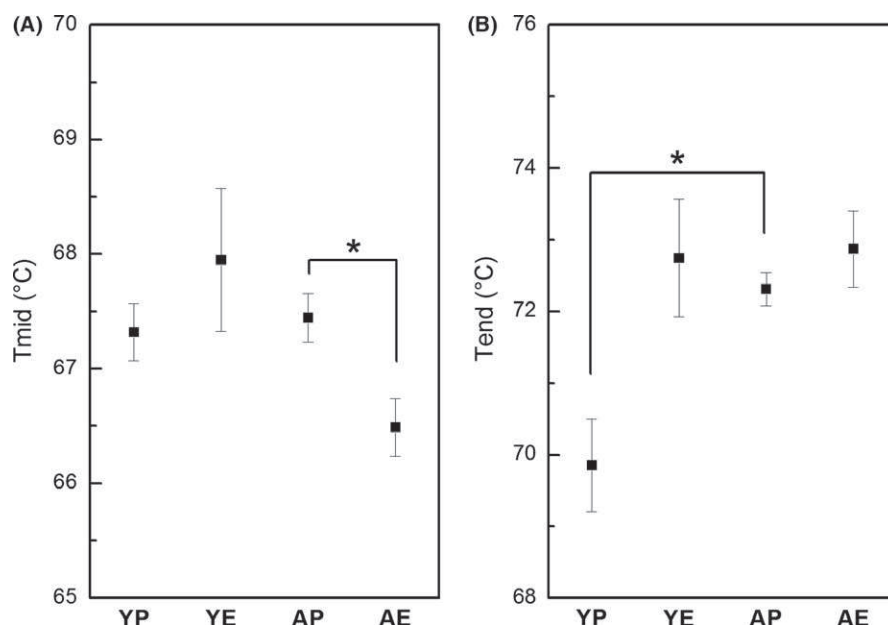 (A)
70
69
68
67
66
65
Tmid (°C)
*
YP YE AP AE
(B)
76
74
72
70
68
Tend (°C)
*
YP YE AP AE